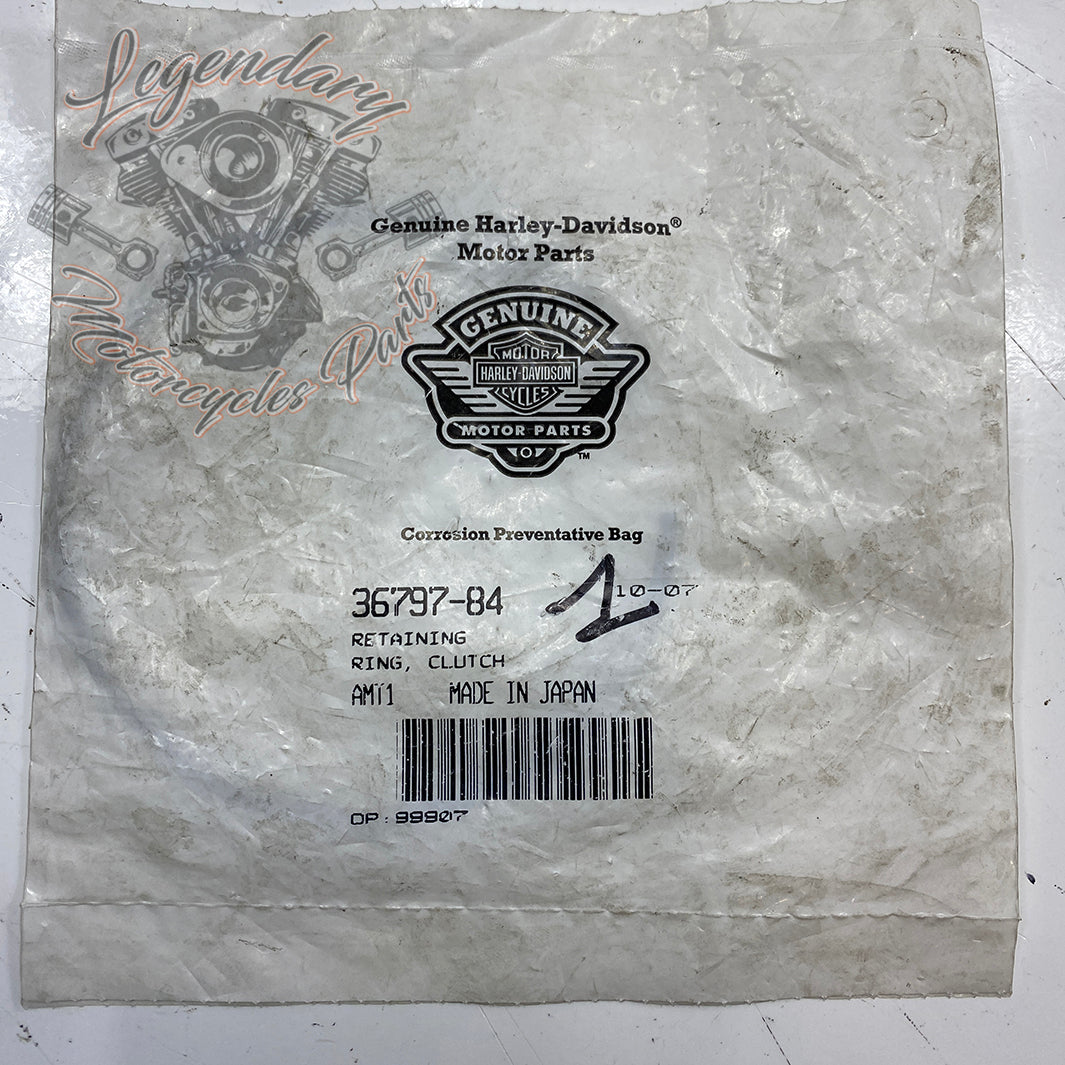 Legendary
Motorcycles Parts
Genuine Harley-Davidson®
Motor Parts
GENUINE
MOTOR
HARLEY-DAVIDSON
CYCLES
MOTOR PARTS
TM
Corrosion Preventative Bag
36797-84
1
10-07
RETAINING
RING, CLUTCH
AMT1 MADE IN JAPAN
OP: 99907